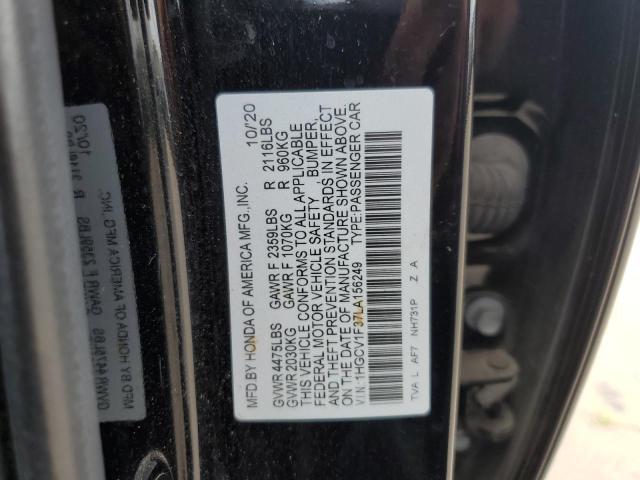 MFD.BY HONDA OF AMERICA MFG.,INC. 10/20
GVWR 4475LBS GAWR F 2359LBS R 2116LBS
GVWR 2030KG GAWR F 1070KG R 960KG
THIS VEHICLE CONFORMS TO ALL APPLICABLE
FEDERAL MOTOR VEHICLE SAFETY , BUMPER,
AND THEFT PREVENTION STANDARDS IN EFFECT
ON THE DATE OF MANUFACTURE SHOWN ABOVE.
V.I.N.:1HGCV1F37LA156249 TYPE:PASSENGER CAR
TVA L AF7 NH731P Z A